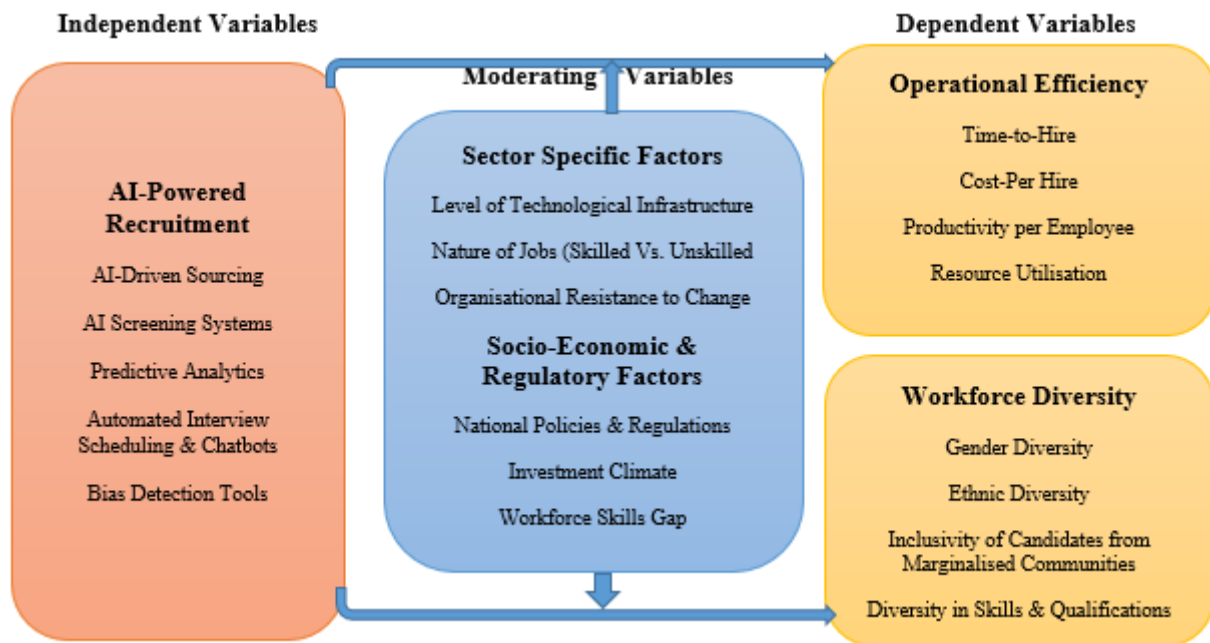 Independent Variables
AI-Powered
Recruitment
AI-Driven Sourcing
AI Screening Systems
Predictive Analytics
Automated Interview
Scheduling & Chatbots
Bias Detection Tools
Moderating Variables
Sector Specific Factors
Level of Technological Infrastructure
Nature of Jobs (Skilled Vs. Unskilled
Organisational Resistance to Change
Socio-Economic &
Regulatory Factors
National Policies & Regulations
Investment Climate
Workforce Skills Gap
Dependent Variables
Operational Efficiency
Time-to-Hire
Cost-Per Hire
Productivity per Employee
Resource Utilisation
Workforce Diversity
Gender Diversity
Ethnic Diversity
Inclusivity of Candidates from
Marginalised Communities
Diversity in Skills & Qualifications